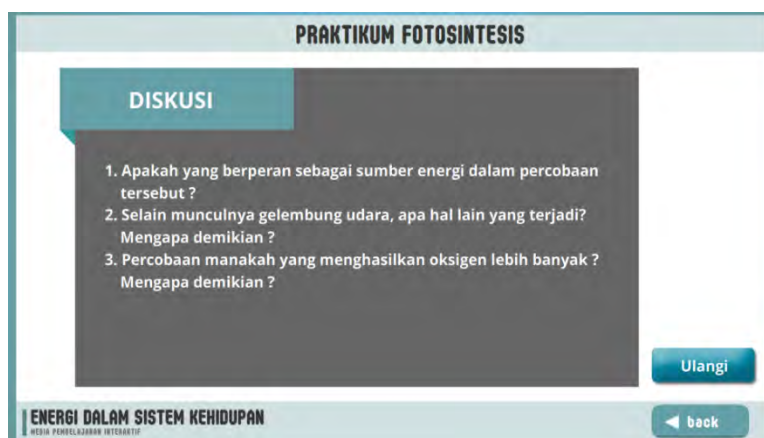 PRAKTIKUM FOTOSINTESIS
DISKUSI
1. Apakah yang berperan sebagai sumber energi dalam percobaan
tersebut ?
2. Selain munculnya gelembung udara, apa hal lain yang terjadi?
Mengapa demikian ?
3. Percobaan manakah yang menghasilkan oksigen lebih banyak ?
Mengapa demikian ?
Ulangi
ENERGI DALAM SISTEM KEHIDUPAN
MEDIA PEMBELAJARAN INTERAKTIF
back